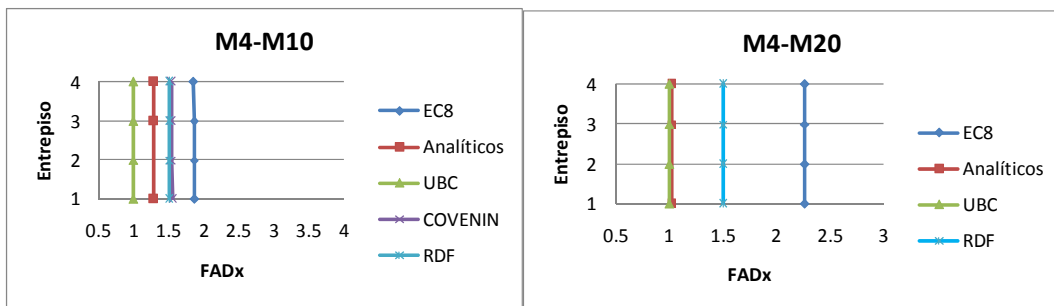 M4-M10
Entrepiso
4
3
2
1
0.5 1 1.5 2 2.5 3 3.5 4
FADx
EC8
Analíticos
UBC
COVENIN
RDF
M4-M20
Entrepiso
4
3
2
1
0.5 1 1.5 2 2.5 3
FADx
EC8
Analíticos
UBC
RDF